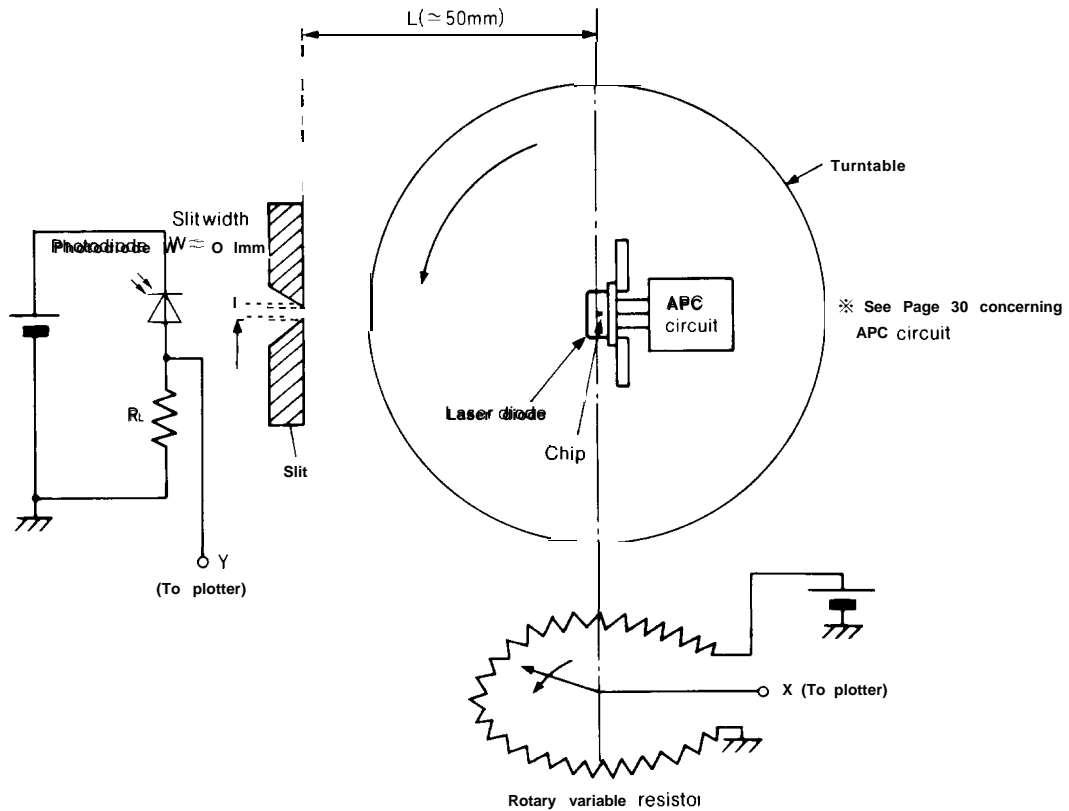 L(≃50mm)
Turntable
Slit width
Photodiode W ≈ 0 1mm
APC
circuit
※ See Page 30 concerning
APC circuit
Laser diode
RL
Chip
Slit
Y
(To plotter)
X (To plotter)
Rotary variable resistor